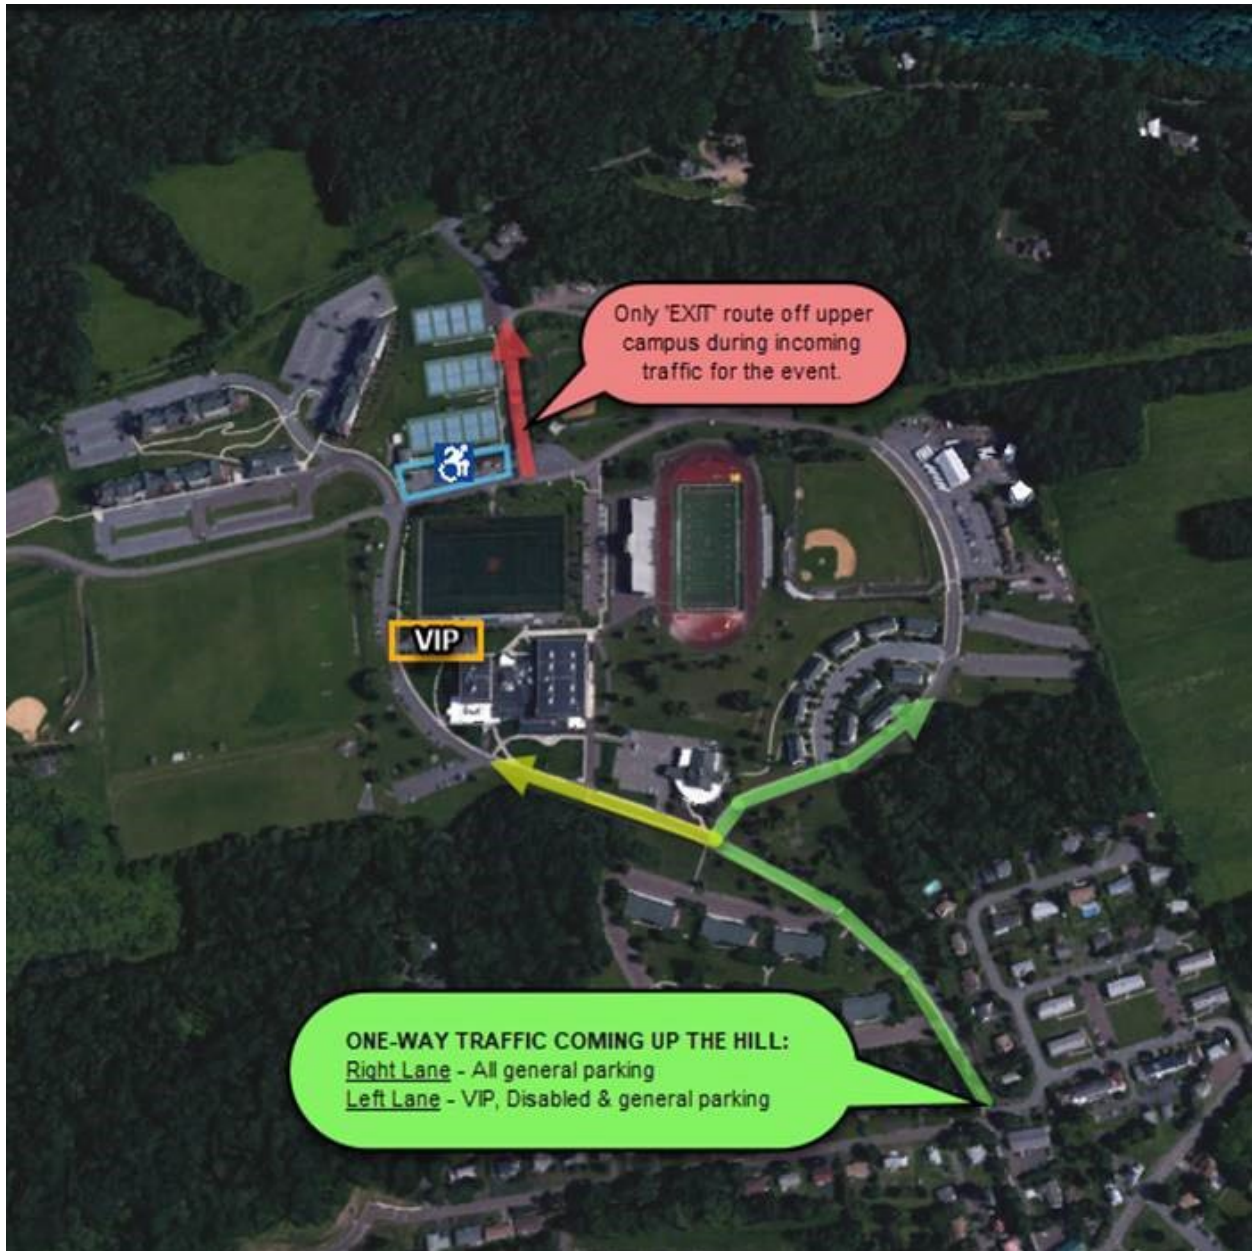 Only "EXIT" route off upper
campus during incoming
traffic for the event.
VIP
ONE-WAY TRAFFIC COMING UP THE HILL:
Right Lane - All general parking
Left Lane - VIP, Disabled & general parking